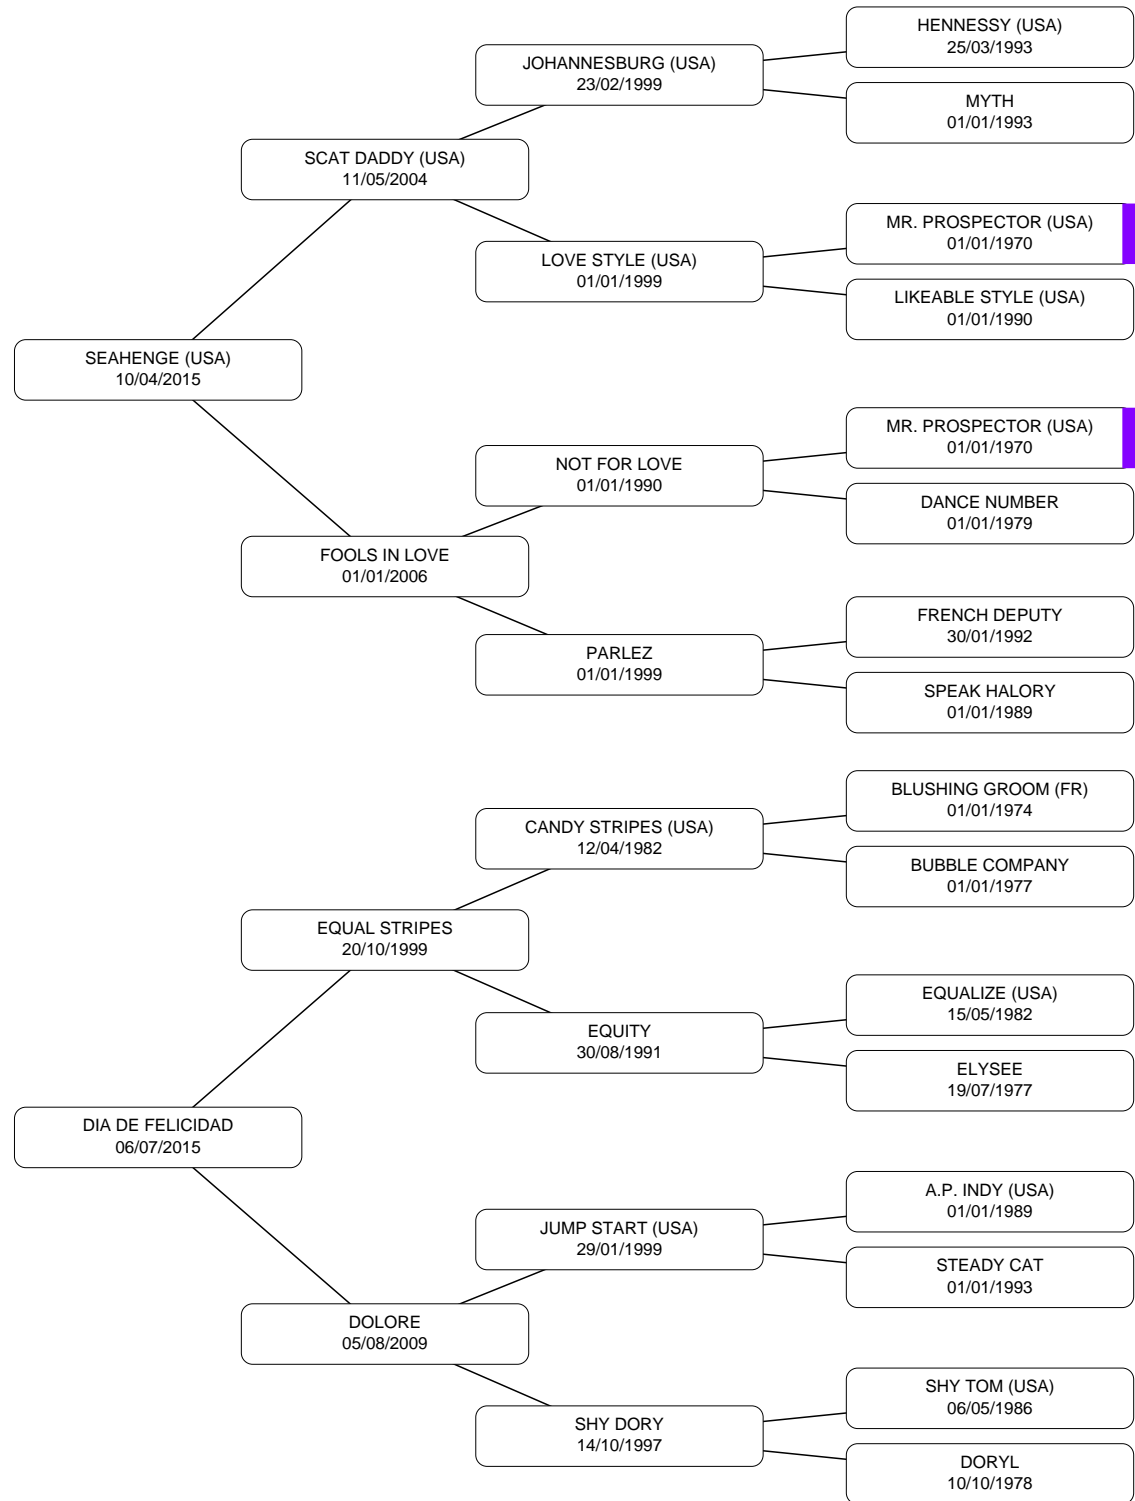 HENNESSY (USA)
25/03/1993
JOHANNESBURG (USA)
23/02/1999
MYTH
01/01/1993
SCAT DADDY (USA)
11/05/2004
MR. PROSPECTOR (USA)
01/01/1970
LOVE STYLE (USA)
01/01/1999
LIKEABLE STYLE (USA)
01/01/1990
SEAHENGE (USA)
10/04/2015
MR. PROSPECTOR (USA)
01/01/1970
NOT FOR LOVE
01/01/1990
DANCE NUMBER
01/01/1979
FOOLS IN LOVE
01/01/2006
FRENCH DEPUTY
30/01/1992
PARLEZ
01/01/1999
SPEAK HALORY
01/01/1989
BLUSHING GROOM (FR)
01/01/1974
CANDY STRIPES (USA)
12/04/1982
BUBBLE COMPANY
01/01/1977
EQUAL STRIPES
20/10/1999
EQUALIZE (USA)
15/05/1982
EQUITY
30/08/1991
ELYSEE
19/07/1977
DIA DE FELICIDAD
06/07/2015
A.P. INDY (USA)
01/01/1989
JUMP START (USA)
29/01/1999
STEADY CAT
01/01/1993
DOLORE
05/08/2009
SHY TOM (USA)
06/05/1986
SHY DORY
14/10/1997
DORYL
10/10/1978